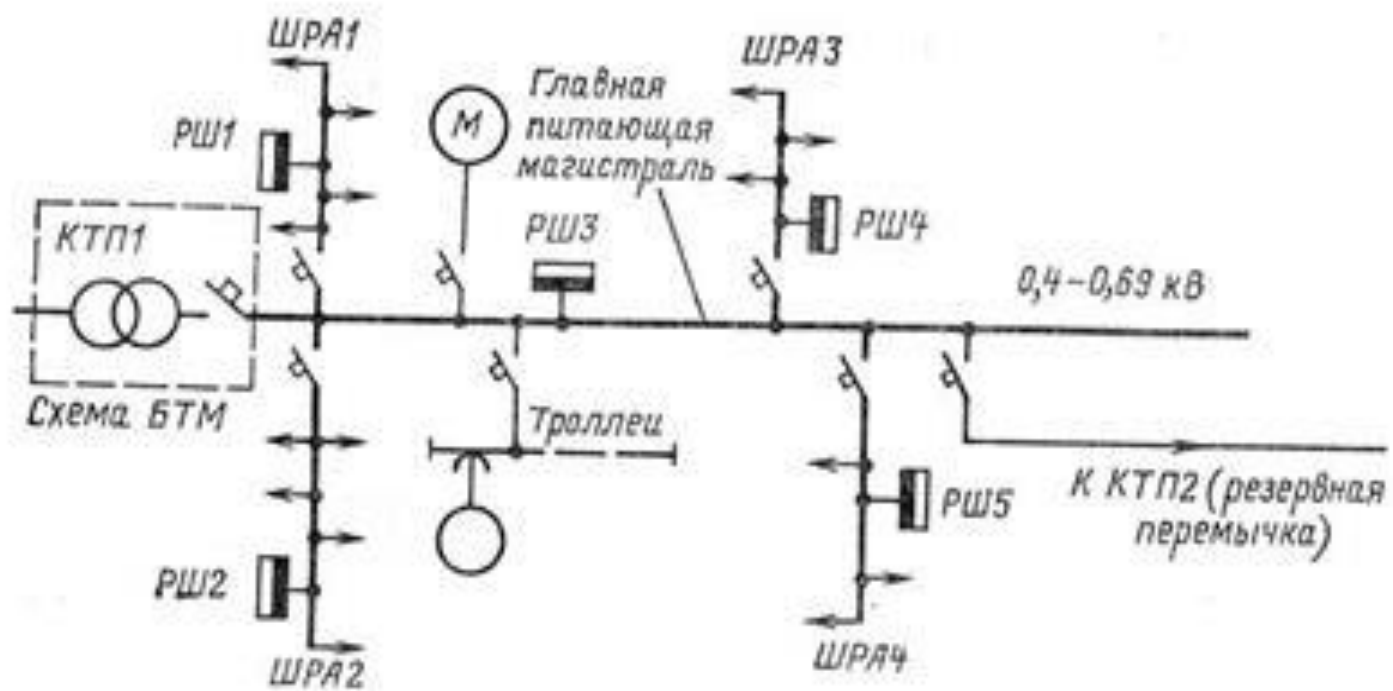 ШРА1
ШРА3
Главная
питающая
магистраль
М
РШ1
РШ3
РШ4
КТП1
0,4-0,69 кв
Схема БТМ
Троллеи
К КТП2 (резервная
перемычка)
РШ5
РШ2
ШРА2
ШРА4